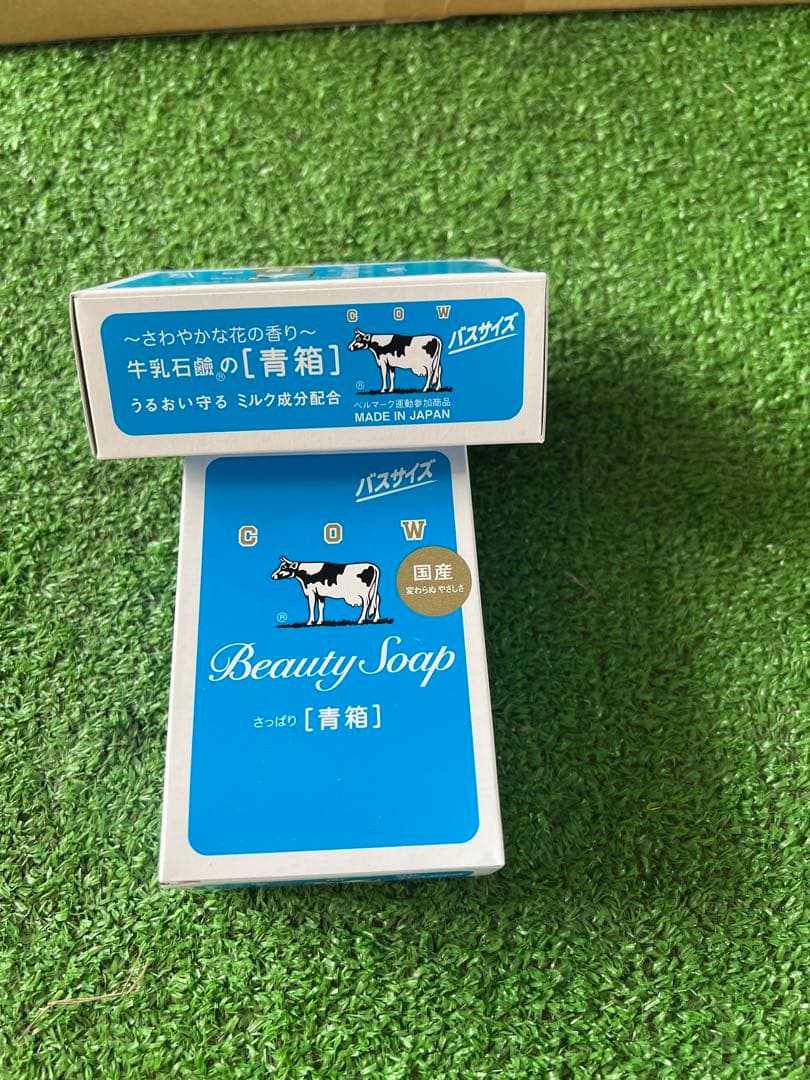 C O W
バスサイズ
～さわやかな花の香り～
牛乳石鹸®の[青箱]
うるおい守る ミルク成分配合
®
ベルマーク運動参加商品
MADE IN JAPAN
バスサイズ
C O W
国産
変わらぬ やさしさ
®
Beauty Soap
さっぱり [青箱]